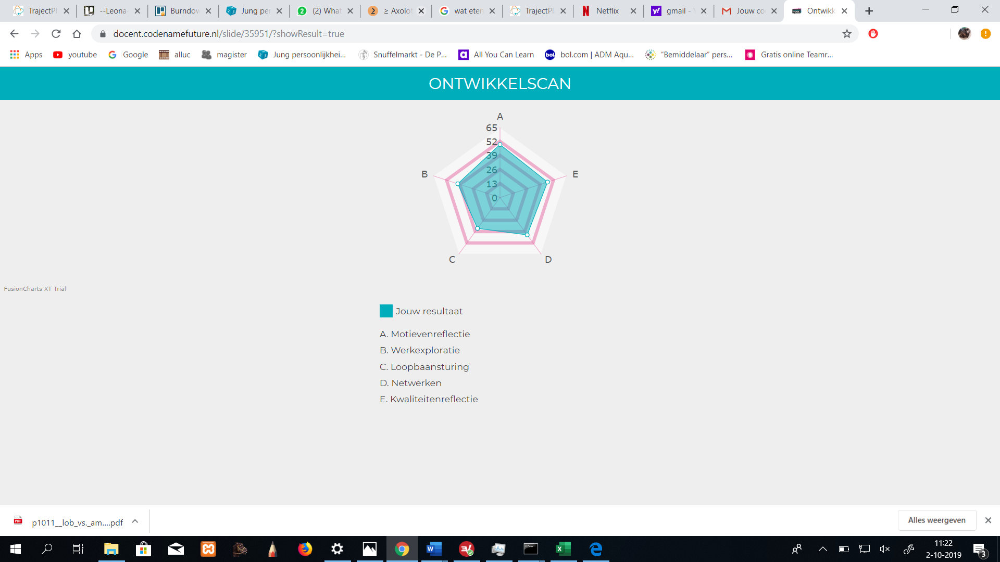 TrajectPl --Leona- Burndow Jung per (2) What ≥ Axolot wat eten TrajectPl Netflix gmail - Jouw co Ontwikk
docent.codenamefuture.nl/slide/35951/?showResult=true
Apps youtube Google alluc magister Jung persoonlijkhei... Snuffelmarkt - De P... All You Can Learn bol.com | ADM Aqu... “Bemiddelaar” pers... Gratis online Teamr...
ONTWIKKELSCAN
A
65
52
39
B
E
26
13
0
C
D
FusionCharts XT Trial
Jouw resultaat
A. Motievenreflectie
B. Werkexploratie
C. Loopbaansturing
D. Netwerken
E. Kwaliteitenreflectie
p1011__lob_vs._am....pdf
Alles weergeven
11:22
2-10-2019
3